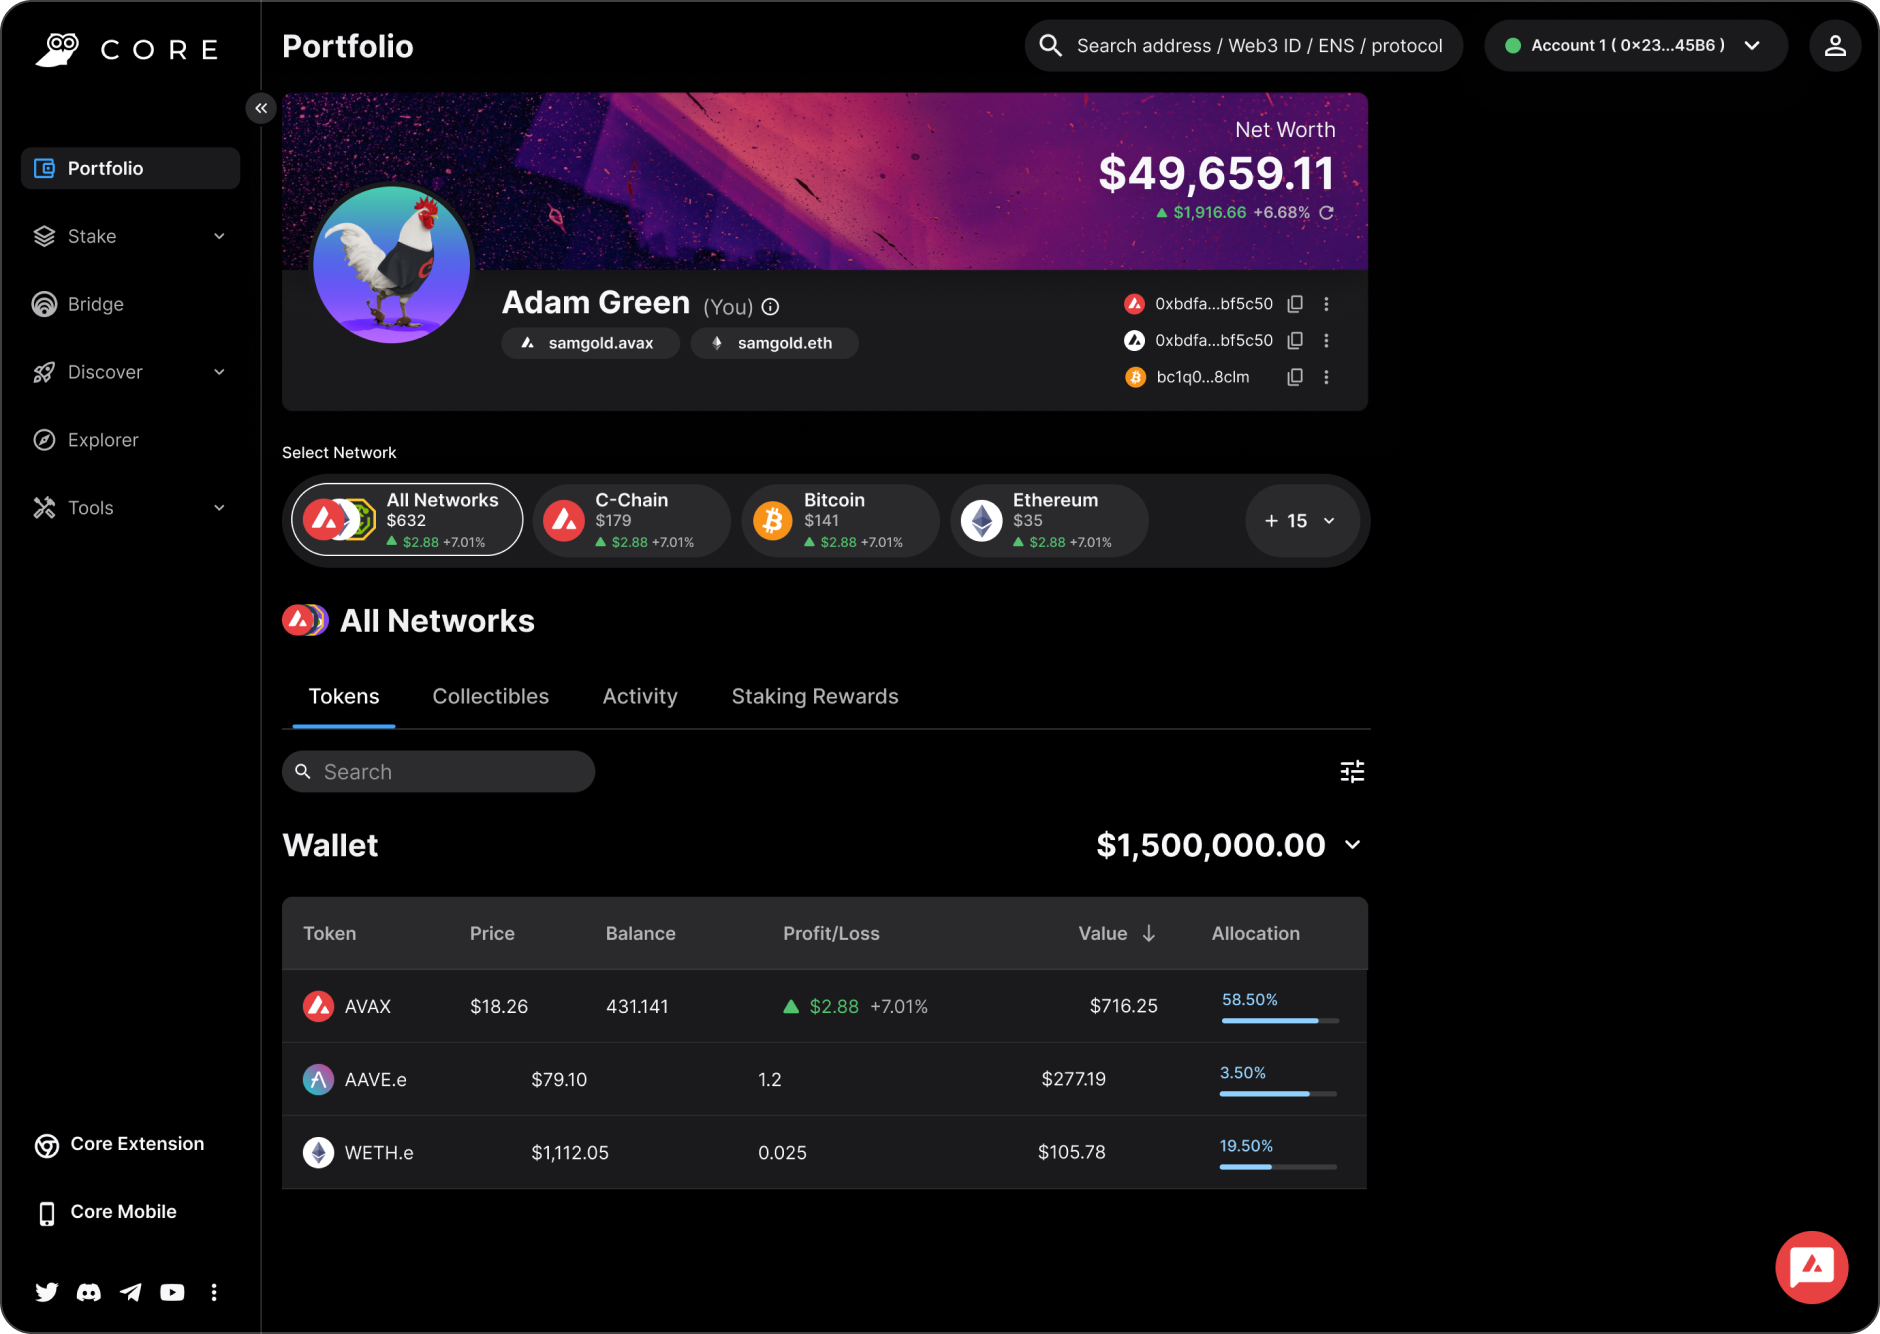 CORE
Portfolio
Search address / Web3 ID / ENS / protocol
Account 1 ( 0×23...45B6 )
Portfolio
Stake
Bridge
Discover
Explorer
Tools
Core Extension
Core Mobile
Net Worth
$49,659.11
$1,916.66 +6.68%
Adam Green (You)
samgold.avax samgold.eth
0xbdfa...bf5c50
0xbdfa...bf5c50
bc1q0...8clm
Select Network
All Networks
$632
$2.88 +7.01%
C-Chain
$179
$2.88 +7.01%
Bitcoin
$141
$2.88 +7.01%
Ethereum
$35
$2.88 +7.01%
+ 15
All Networks
Tokens Collectibles Activity Staking Rewards
Search
Wallet $1,500,000.00
Token Price Balance Profit/Loss Value Allocation
AVAX $18.26 431.141 $2.88 +7.01% $716.25 58.50%
AAVE.e $79.10 1.2 $277.19 3.50%
WETH.e $1,112.05 0.025 $105.78 19.50%